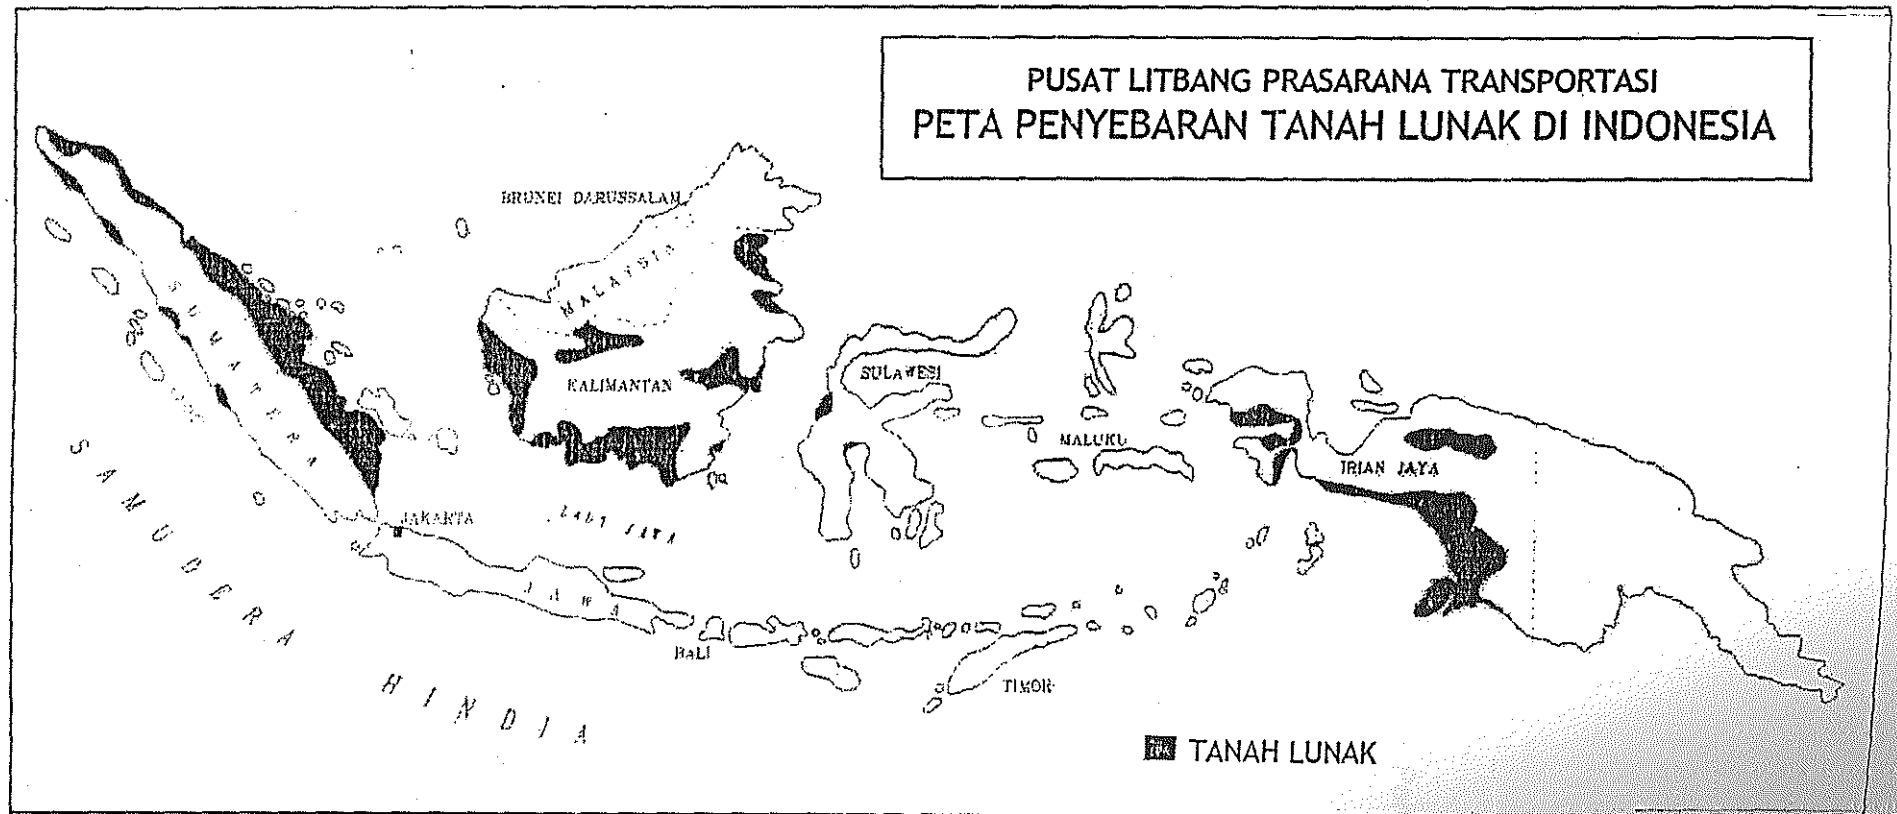 PUSAT LITBANG PRASARANA TRANSPORTASI
PETA PENYEBARAN TANAH LUNAK DI INDONESIA
BRUNEI DARUSSALAM
MALAYSIA
SUMATERA
KALIMANTAN
SULAWESI
MALUKU
IRIAN JAYA
JAKARTA
LAUT JAVA
JAWA
BALI
TIMOR
SAMUDERA HINDIA
TANAH LUNAK